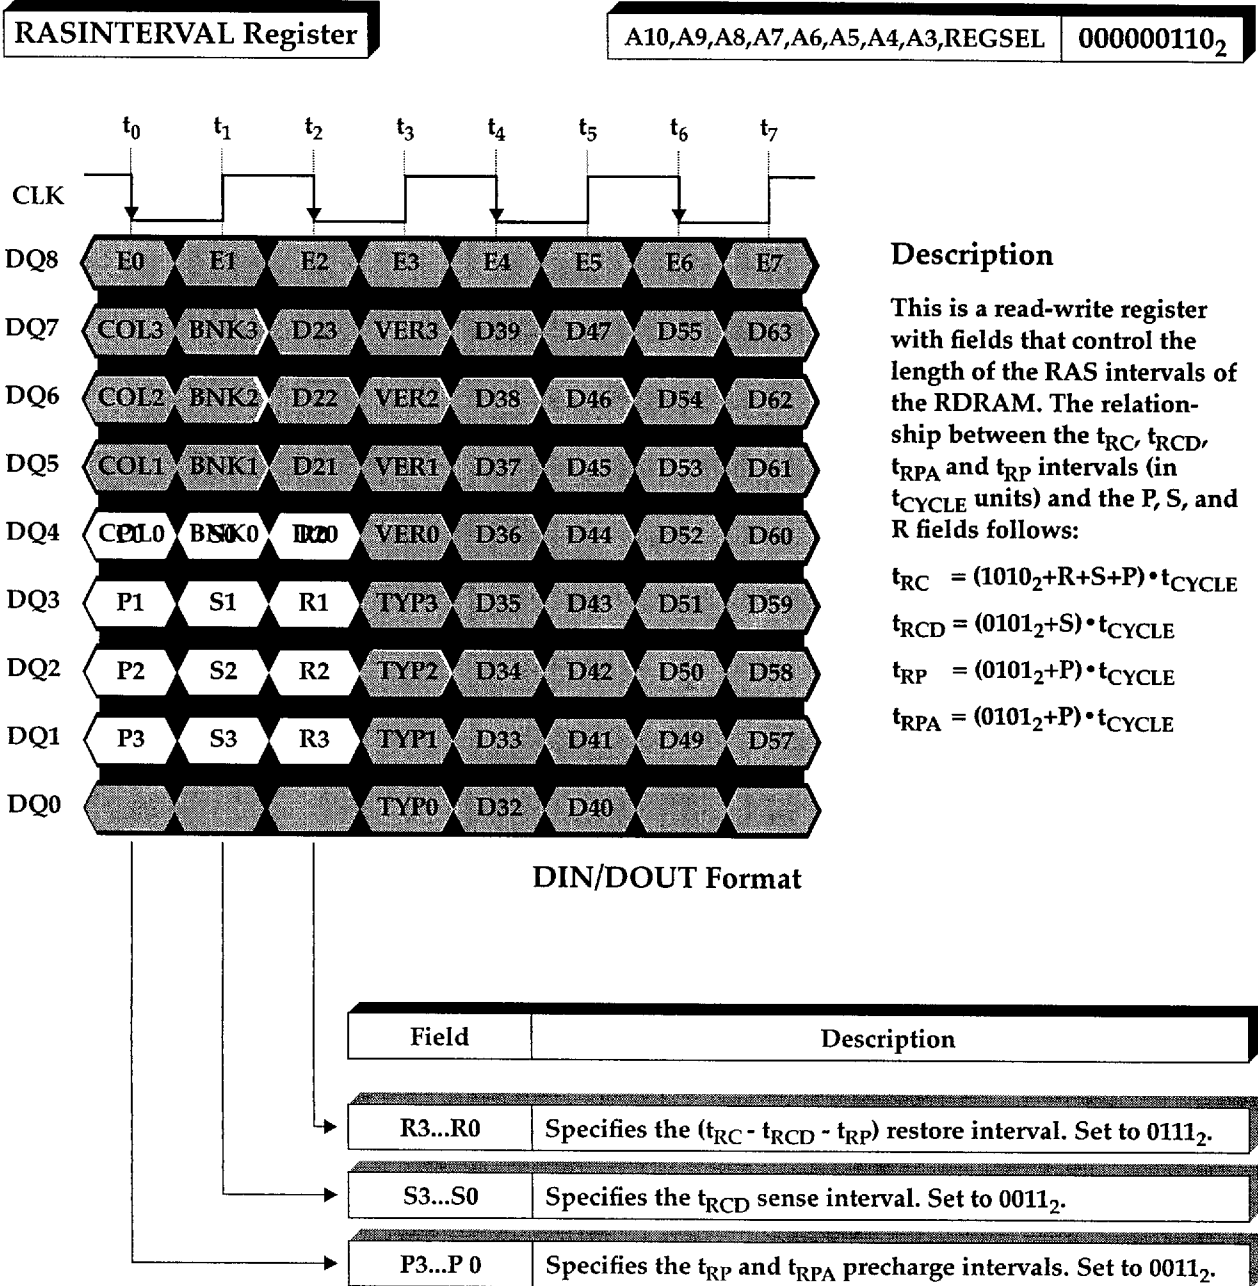 RASINTERVAL Register
A10,A9,A8,A7,A6,A5,A4,A3,REGSEL 000000110₂
t₀ t₁ t₂ t₃ t₄ t₅ t₆ t₇
CLK
DQ8 E0 E1 E2 E3 E4 E5 E6 E7
DQ7 COL3 BNK3 D23 VER3 D39 D47 D55 D63
DQ6 COL2 BNK2 D22 VER2 D38 D46 D54 D62
DQ5 COL1 BNK1 D21 VER1 D37 D45 D53 D61
DQ4 VER0 D36 D44 D52 D60
DQ3 P1 S1 R1 TYP3 D35 D43 D51 D59
DQ2 P2 S2 R2 TYP2 D34 D42 D50 D58
DQ1 P3 S3 R3 TYP1 D33 D41 D49 D57
DQ0 TYP0 D32 D40
DIN/DOUT Format
Description
This is a read-write register
with fields that control the
length of the RAS intervals of
the RDRAM. The relation-
ship between the tRC, tRCD,
tRPA and tRP intervals (in
tCYCLE units) and the P, S, and
R fields follows:
tRC = (1010₂+R+S+P)•tCYCLE
tRCD = (0101₂+S)•tCYCLE
tRP = (0101₂+P)•tCYCLE
tRPA = (0101₂+P)•tCYCLE
Field Description
R3...R0 Specifies the (tRC - tRCD - tRP) restore interval. Set to 0111₂.
S3...S0 Specifies the tRCD sense interval. Set to 0011₂.
P3...P 0 Specifies the tRP and tRPA precharge intervals. Set to 0011₂.